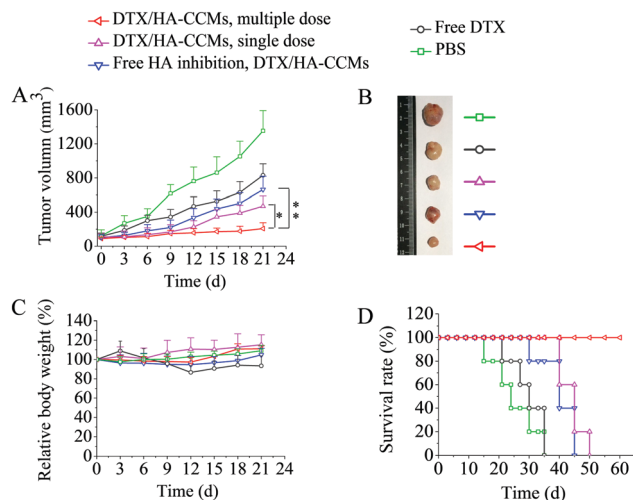 DTX/HA-CCMs, multiple dose
DTX/HA-CCMs, single dose
Free HA inhibition, DTX/HA-CCMs
Free DTX
PBS
A
Tumor volumn (mm3)
1600
1200
800
400
0
0 3 6 9 12 15 18 21 24
Time (d)
*
* *
B
C
Relative body weight (%)
140
120
100
80
60
40
20
0
0 3 6 9 12 15 18 21 24
Time (d)
D
Survival rate (%)
120
100
80
60
40
20
0
0 10 20 30 40 50 60
Time (d)